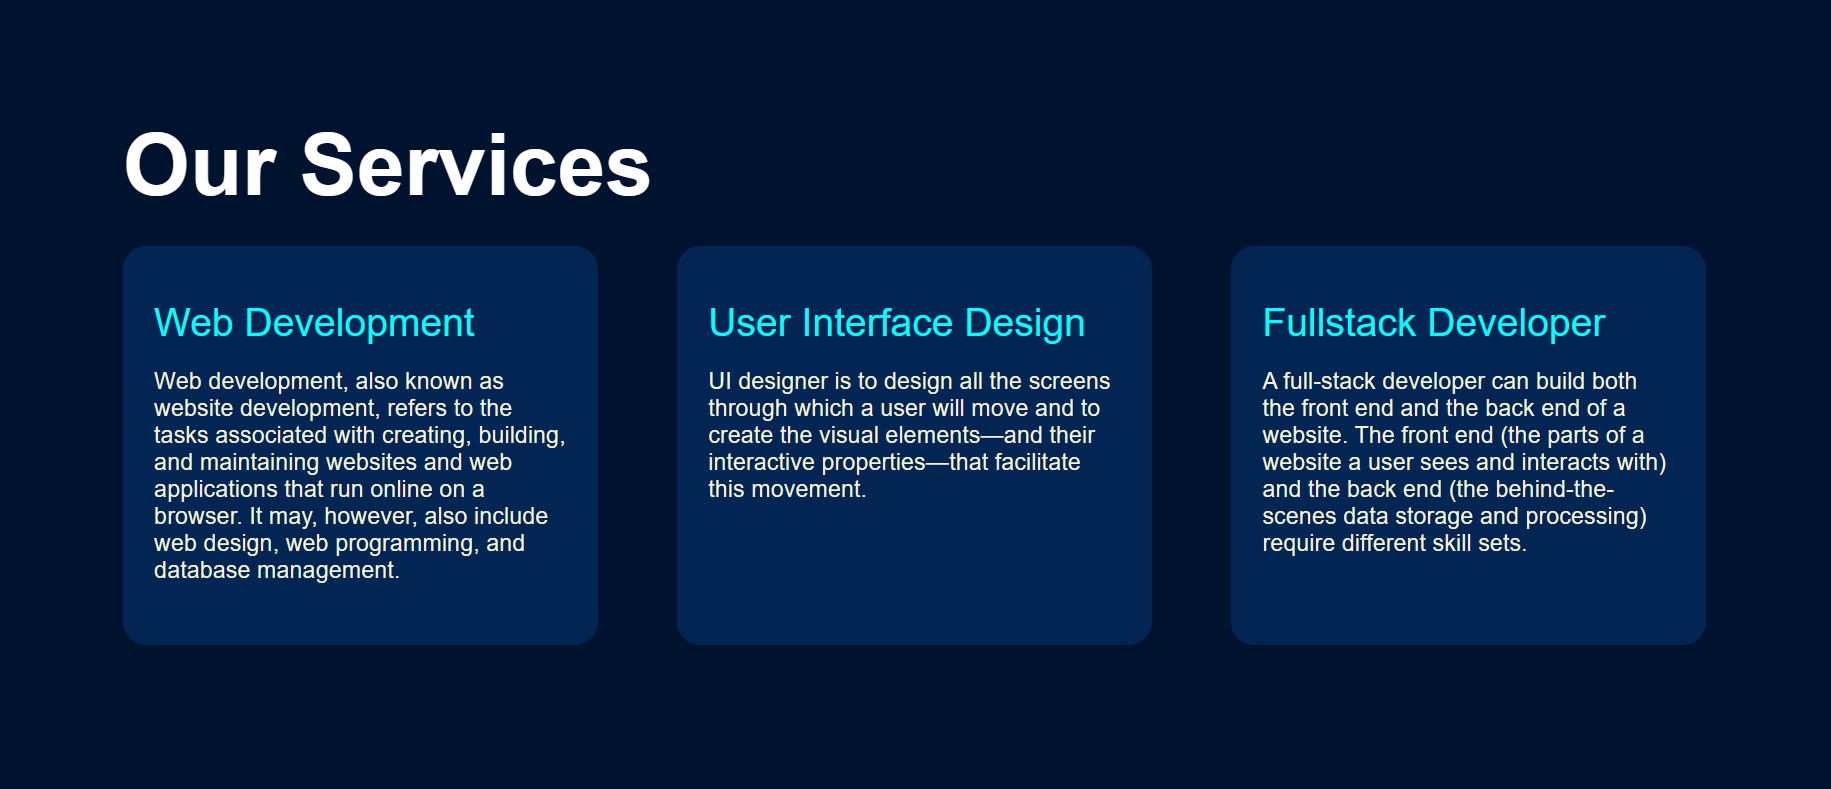 Our Services
Web Development
Web development, also known as
website development, refers to the
tasks associated with creating, building,
and maintaining websites and web
applications that run online on a
browser. It may, however, also include
web design, web programming, and
database management.
User Interface Design
UI designer is to design all the screens
through which a user will move and to
create the visual elements—and their
interactive properties—that facilitate
this movement.
Fullstack Developer
A full-stack developer can build both
the front end and the back end of a
website. The front end (the parts of a
website a user sees and interacts with)
and the back end (the behind-the-
scenes data storage and processing)
require different skill sets.